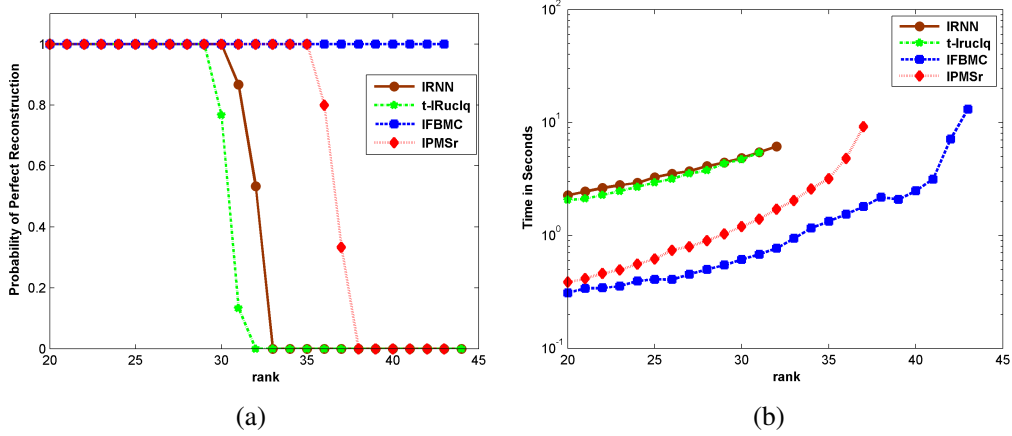 1
0.8
0.6
0.4
0.2
0
20
25
30
35
40
45
rank
Probability of Perfect Reconstruction
IRNN
t-IRuclq
IFBMC
IPMSr
(a)
10^2
10^1
10^0
10^-1
20
25
30
35
40
45
rank
Time in Seconds
IRNN
t-Iruclq
IFBMC
IPMSr
(b)